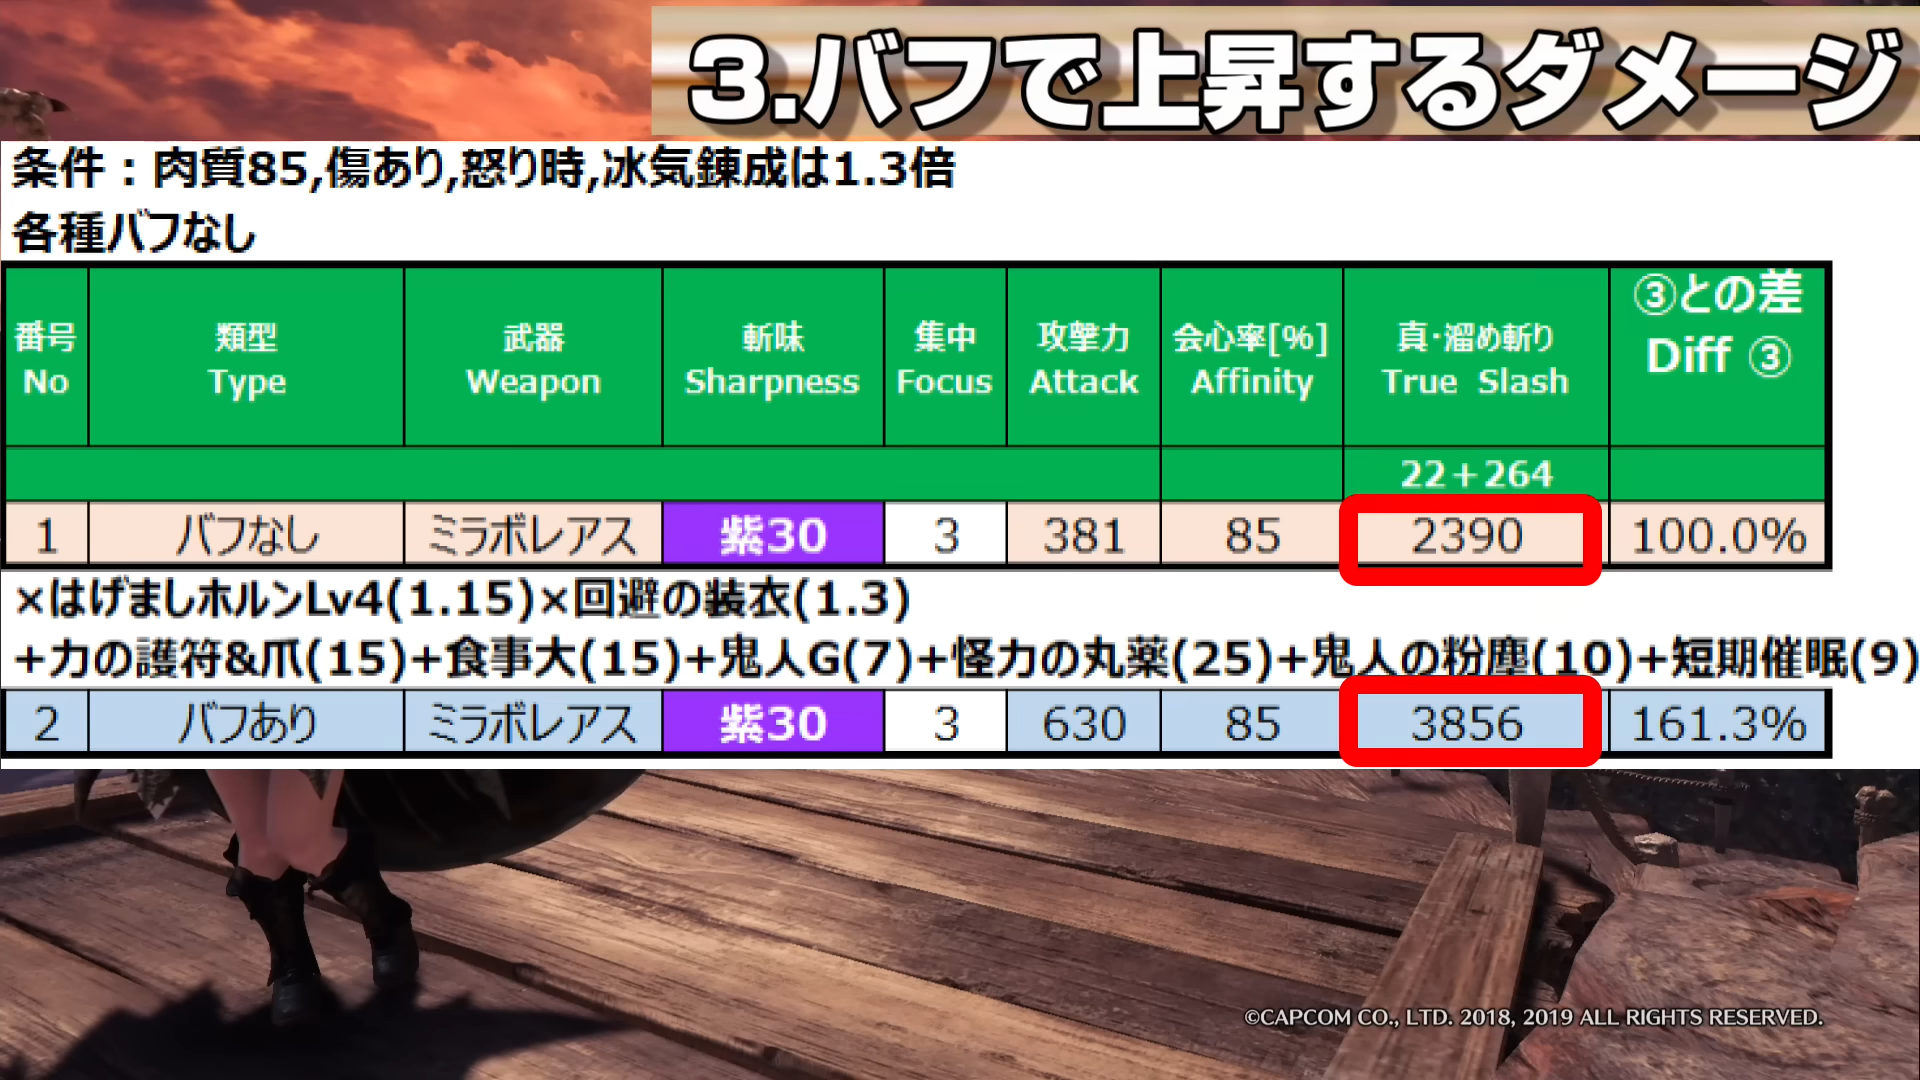 3.バフで上昇するダメージ
条件：肉質85,傷あり,怒り時,冰気錬成は1.3倍
各種バフなし
番号 類型 武器 斬味 集中 攻撃力 会心率[%] 真･溜め斬り ③との差
No Type Weapon Sharpness Focus Attack Affinity True Slash Diff ③
22＋264
1 バフなし ミラボレアス 紫30 3 381 85 2390 100.0%
×はげましホルンLv4(1.15)×回避の装衣(1.3)
+力の護符&爪(15)+食事大(15)+鬼人G(7)+怪力の丸薬(25)+鬼人の粉塵(10)+短期催眠(9)
2 バフあり ミラボレアス 紫30 3 630 85 3856 161.3%
©CAPCOM CO., LTD. 2018, 2019 ALL RIGHTS RESERVED.